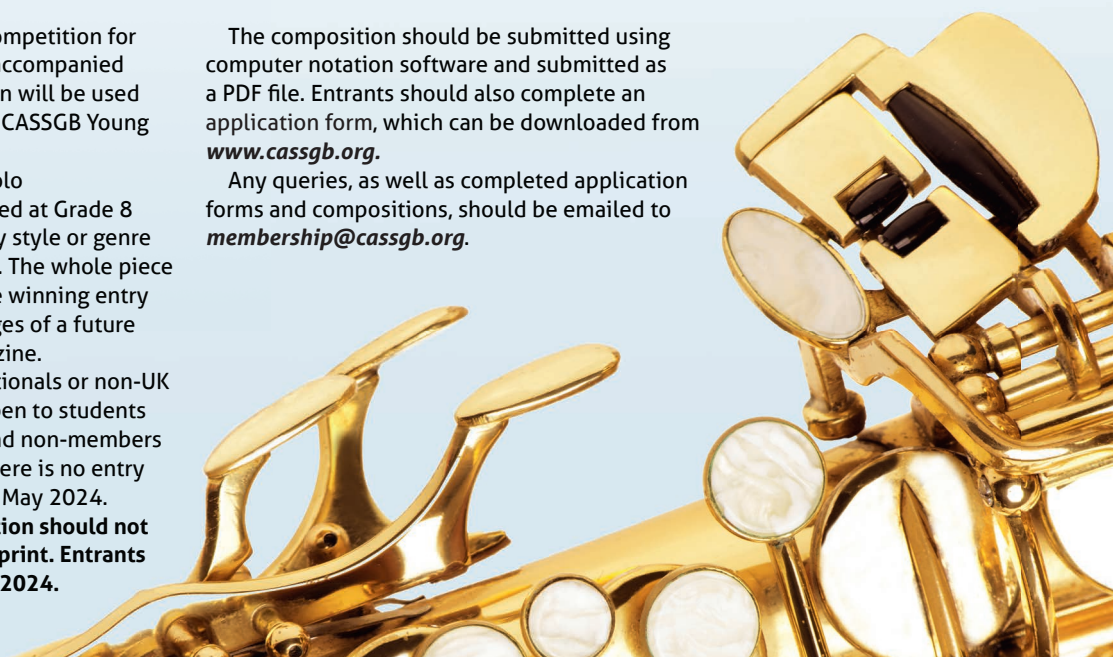 ompetition for
accompanied
n will be used
CASSGB Young
olo
ed at Grade 8
y style or genre
. The whole piece
e winning entry
ges of a future
zine.
tionals or non-UK
pen to students
nd non-members
here is no entry
May 2024.
tion should not
print. Entrants
2024.
The composition should be submitted using
computer notation software and submitted as
a PDF file. Entrants should also complete an
application form, which can be downloaded from
www.cassgb.org.
Any queries, as well as completed application
forms and compositions, should be emailed to
membership@cassgb.org.